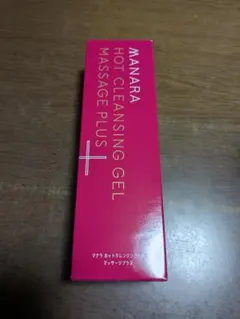 MANARA
HOT CLEANSING GEL
MASSAGE PLUS
マナラ ホットクレンジングゲル
マッサージプラス